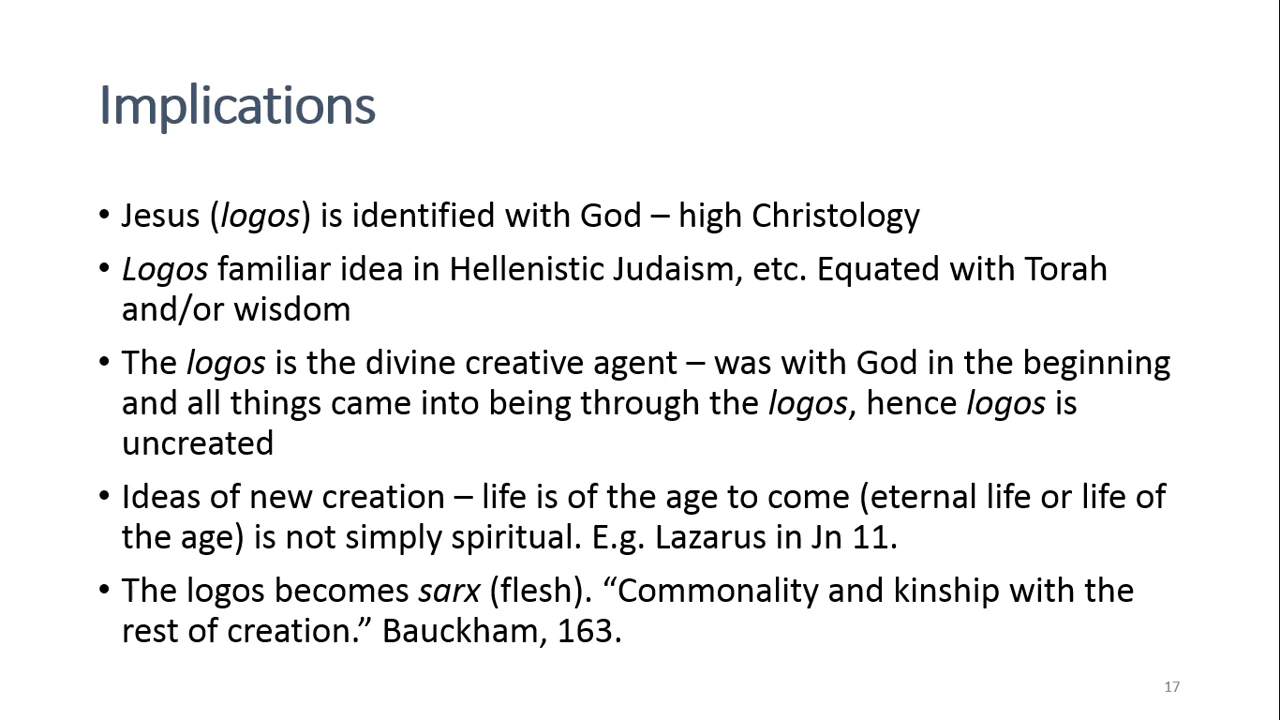 Implications
• Jesus (logos) is identified with God – high Christology
• Logos familiar idea in Hellenistic Judaism, etc. Equated with Torah
and/or wisdom
• The logos is the divine creative agent – was with God in the beginning
and all things came into being through the logos, hence logos is
uncreated
• Ideas of new creation – life is of the age to come (eternal life or life of
the age) is not simply spiritual. E.g. Lazarus in Jn 11.
• The logos becomes sarx (flesh). “Commonality and kinship with the
rest of creation.” Bauckham, 163.
17